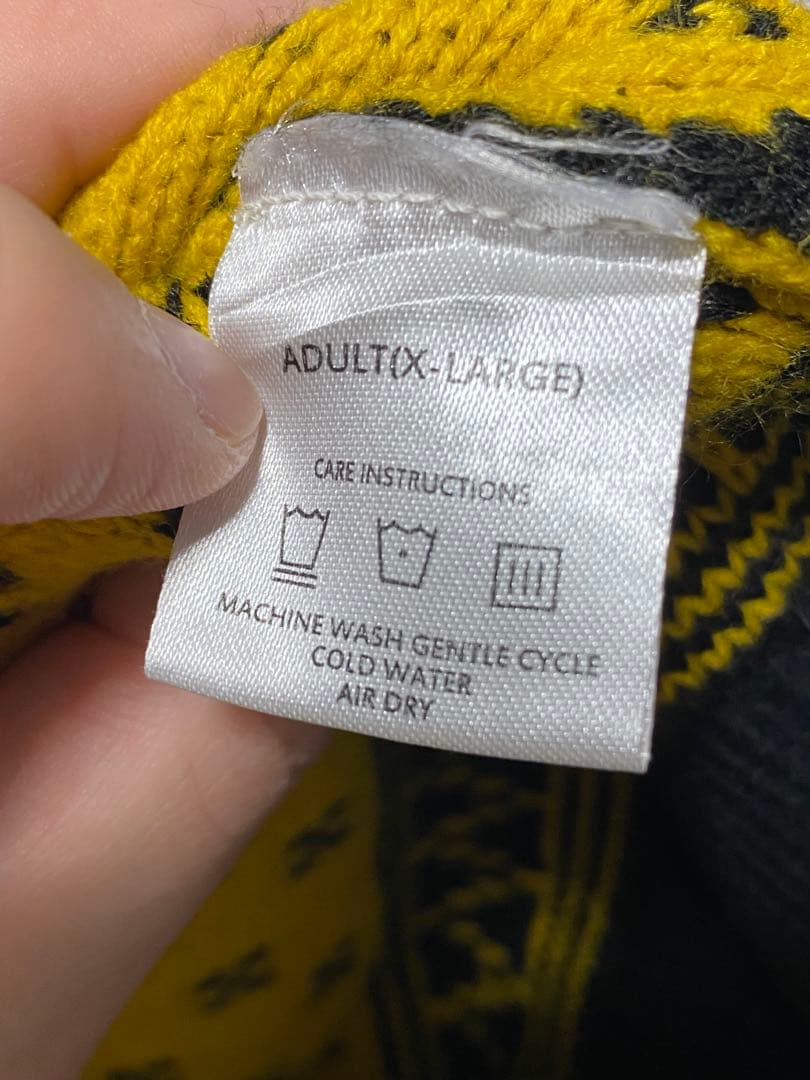 ADULT(X-LARGE)
CARE INSTRUCTIONS
MACHINE WASH GENTLE CYCLE
COLD WATER
AIR DRY